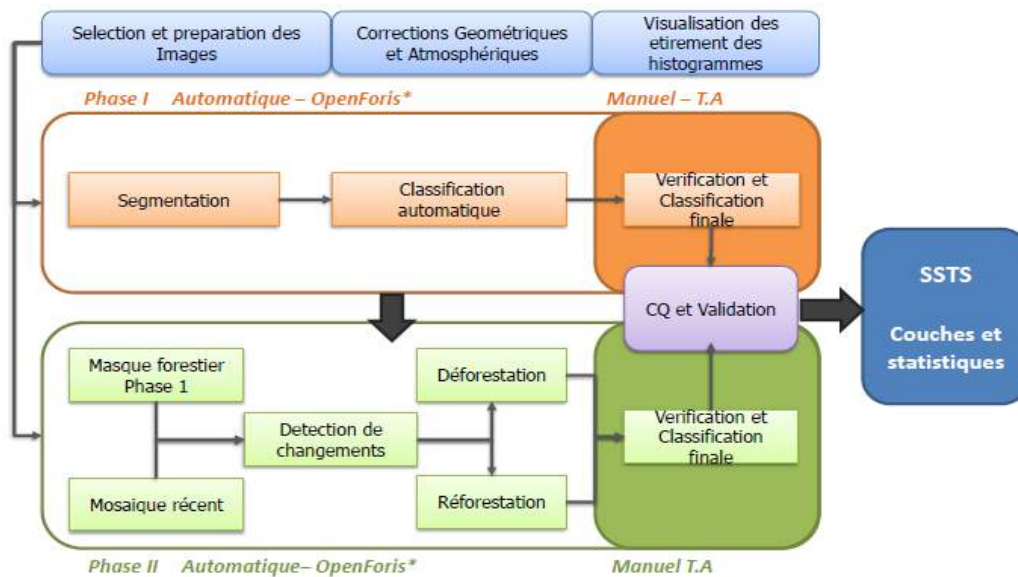 Selection et preparation des
Images
Corrections Geométriques
et Atmosphériques
Visualisation des
etirement des
histogrammes
Phase I Automatique – OpenForis*
Manuel – T.A
Segmentation
Classification
automatique
Verification et
Classification
finale
CQ et Validation
SSTS
Couches et
statistiques
Masque forestier
Phase 1
Mosaique récent
Detection de
changements
Déforestation
Réforestation
Verification et
Classification
finale
Phase II Automatique– OpenForis*
Manuel T.A